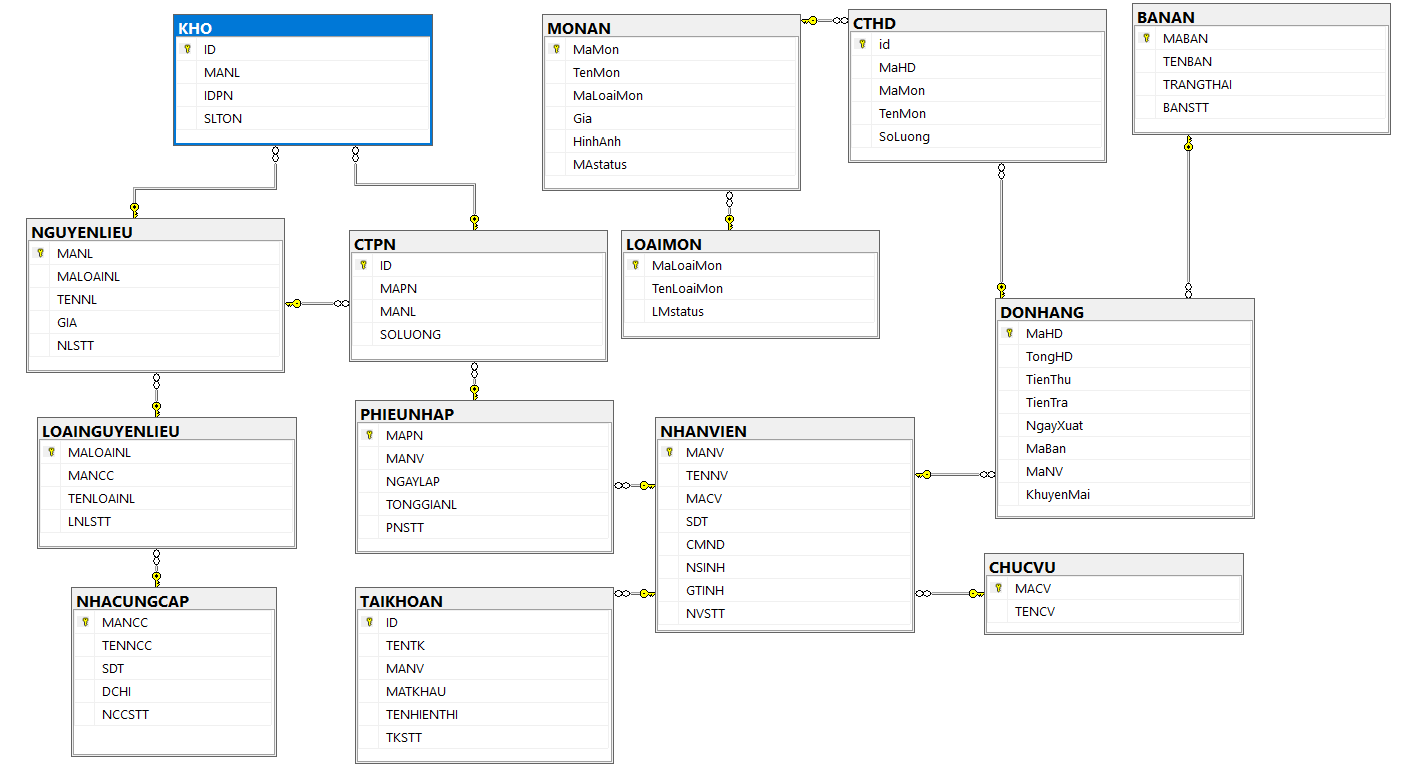 KHO
ID
MANL
IDPN
SLTON
MONAN
MaMon
TenMon
MaLoaiMon
Gia
HinhAnh
MAstatus
CTHD
id
MaHD
MaMon
TenMon
SoLuong
BANAN
MABAN
TENBAN
TRANGTHAI
BANSTT
NGUYENLIEU
MANL
MALOAINL
TENNL
GIA
NLSTT
CTPN
ID
MAPN
MANL
SOLUONG
LOAIMON
MaLoaiMon
TenLoaiMon
LMstatus
DONHANG
MaHD
TongHD
TienThu
TienTra
NgayXuat
MaBan
MaNV
KhuyenMai
LOAINGUYENLIEU
MALOAINL
MANCC
TENLOAINL
LNLSTT
PHIEUNHAP
MAPN
MANV
NGAYLAP
TONGGIANL
PNSTT
NHANVIEN
MANV
TENNV
MACV
SDT
CMND
NSINH
GTINH
NVSTT
CHUCVU
MACV
TENCV
NHACUNGCAP
MANCC
TENNCC
SDT
DCHI
NCCSTT
TAIKHOAN
ID
TENTK
MANV
MATKHAU
TENHIENTHI
TKSTT